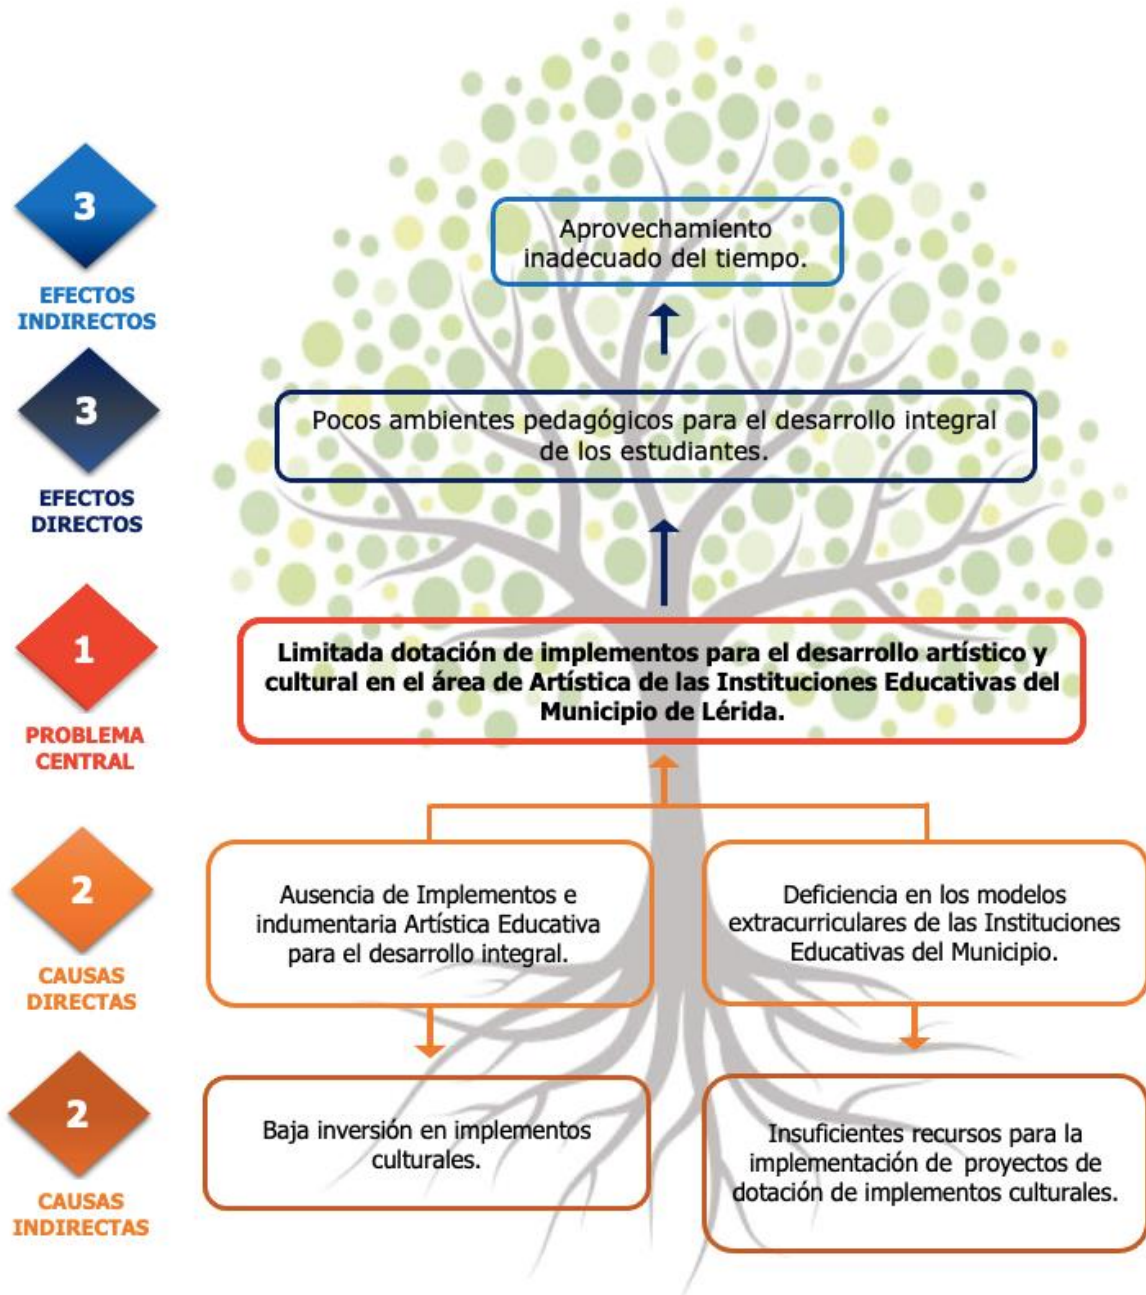 3
EFECTOS
INDIRECTOS
Aprovechamiento
inadecuado del tiempo.
3
EFECTOS
DIRECTOS
Pocos ambientes pedagógicos para el desarrollo integral
de los estudiantes.
1
PROBLEMA
CENTRAL
Limitada dotación de implementos para el desarrollo artístico y
cultural en el área de Artística de las Instituciones Educativas del
Municipio de Lérida.
2
CAUSAS
DIRECTAS
Ausencia de Implementos e
indumentaria Artística Educativa
para el desarrollo integral.
Deficiencia en los modelos
extracurriculares de las Instituciones
Educativas del Municipio.
2
CAUSAS
INDIRECTAS
Baja inversión en implementos
culturales.
Insuficientes recursos para la
implementación de proyectos de
dotación de implementos culturales.